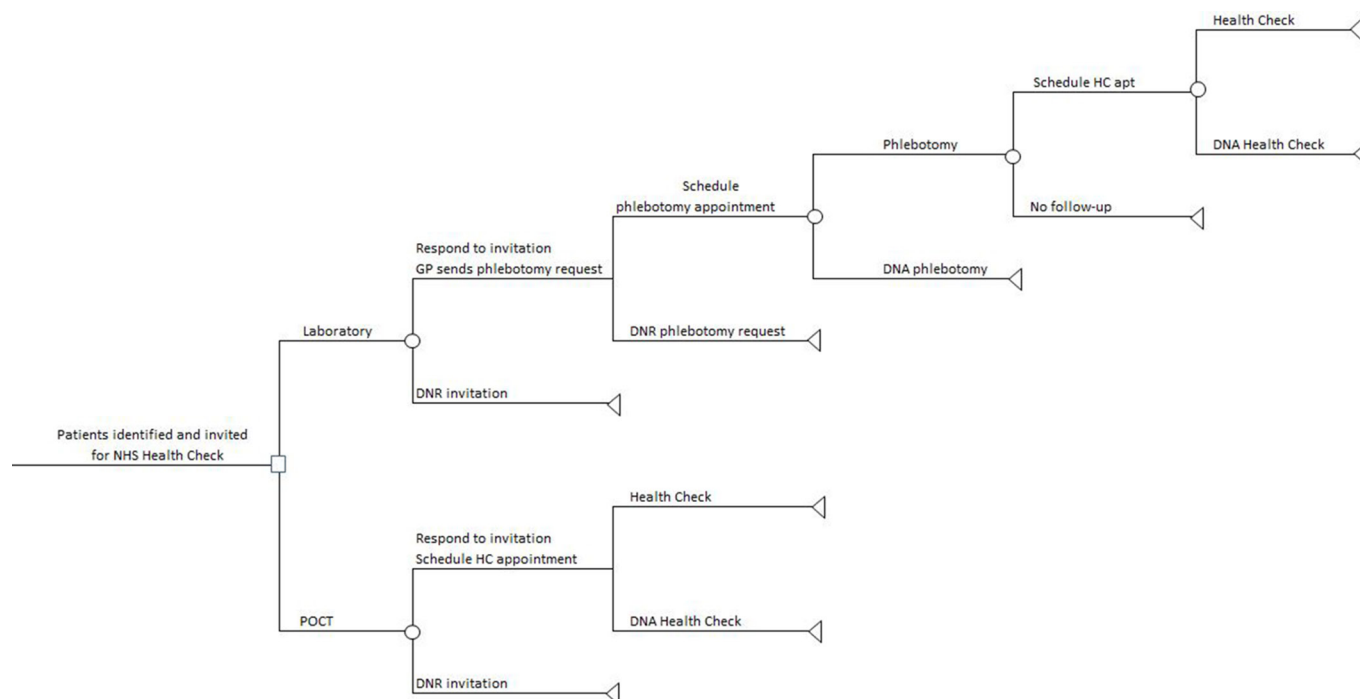 Health Check
Schedule HC apt
Phlebotomy
DNA Health Check
Schedule
phlebotomy appointment
No follow-up
Respond to invitation
GP sends phlebotomy request
DNA phlebotomy
Laboratory
DNR phlebotomy request
DNR invitation
Patients identified and invited
for NHS Health Check
Health Check
Respond to invitation
Schedule HC appointment
POCT
DNA Health Check
DNR invitation